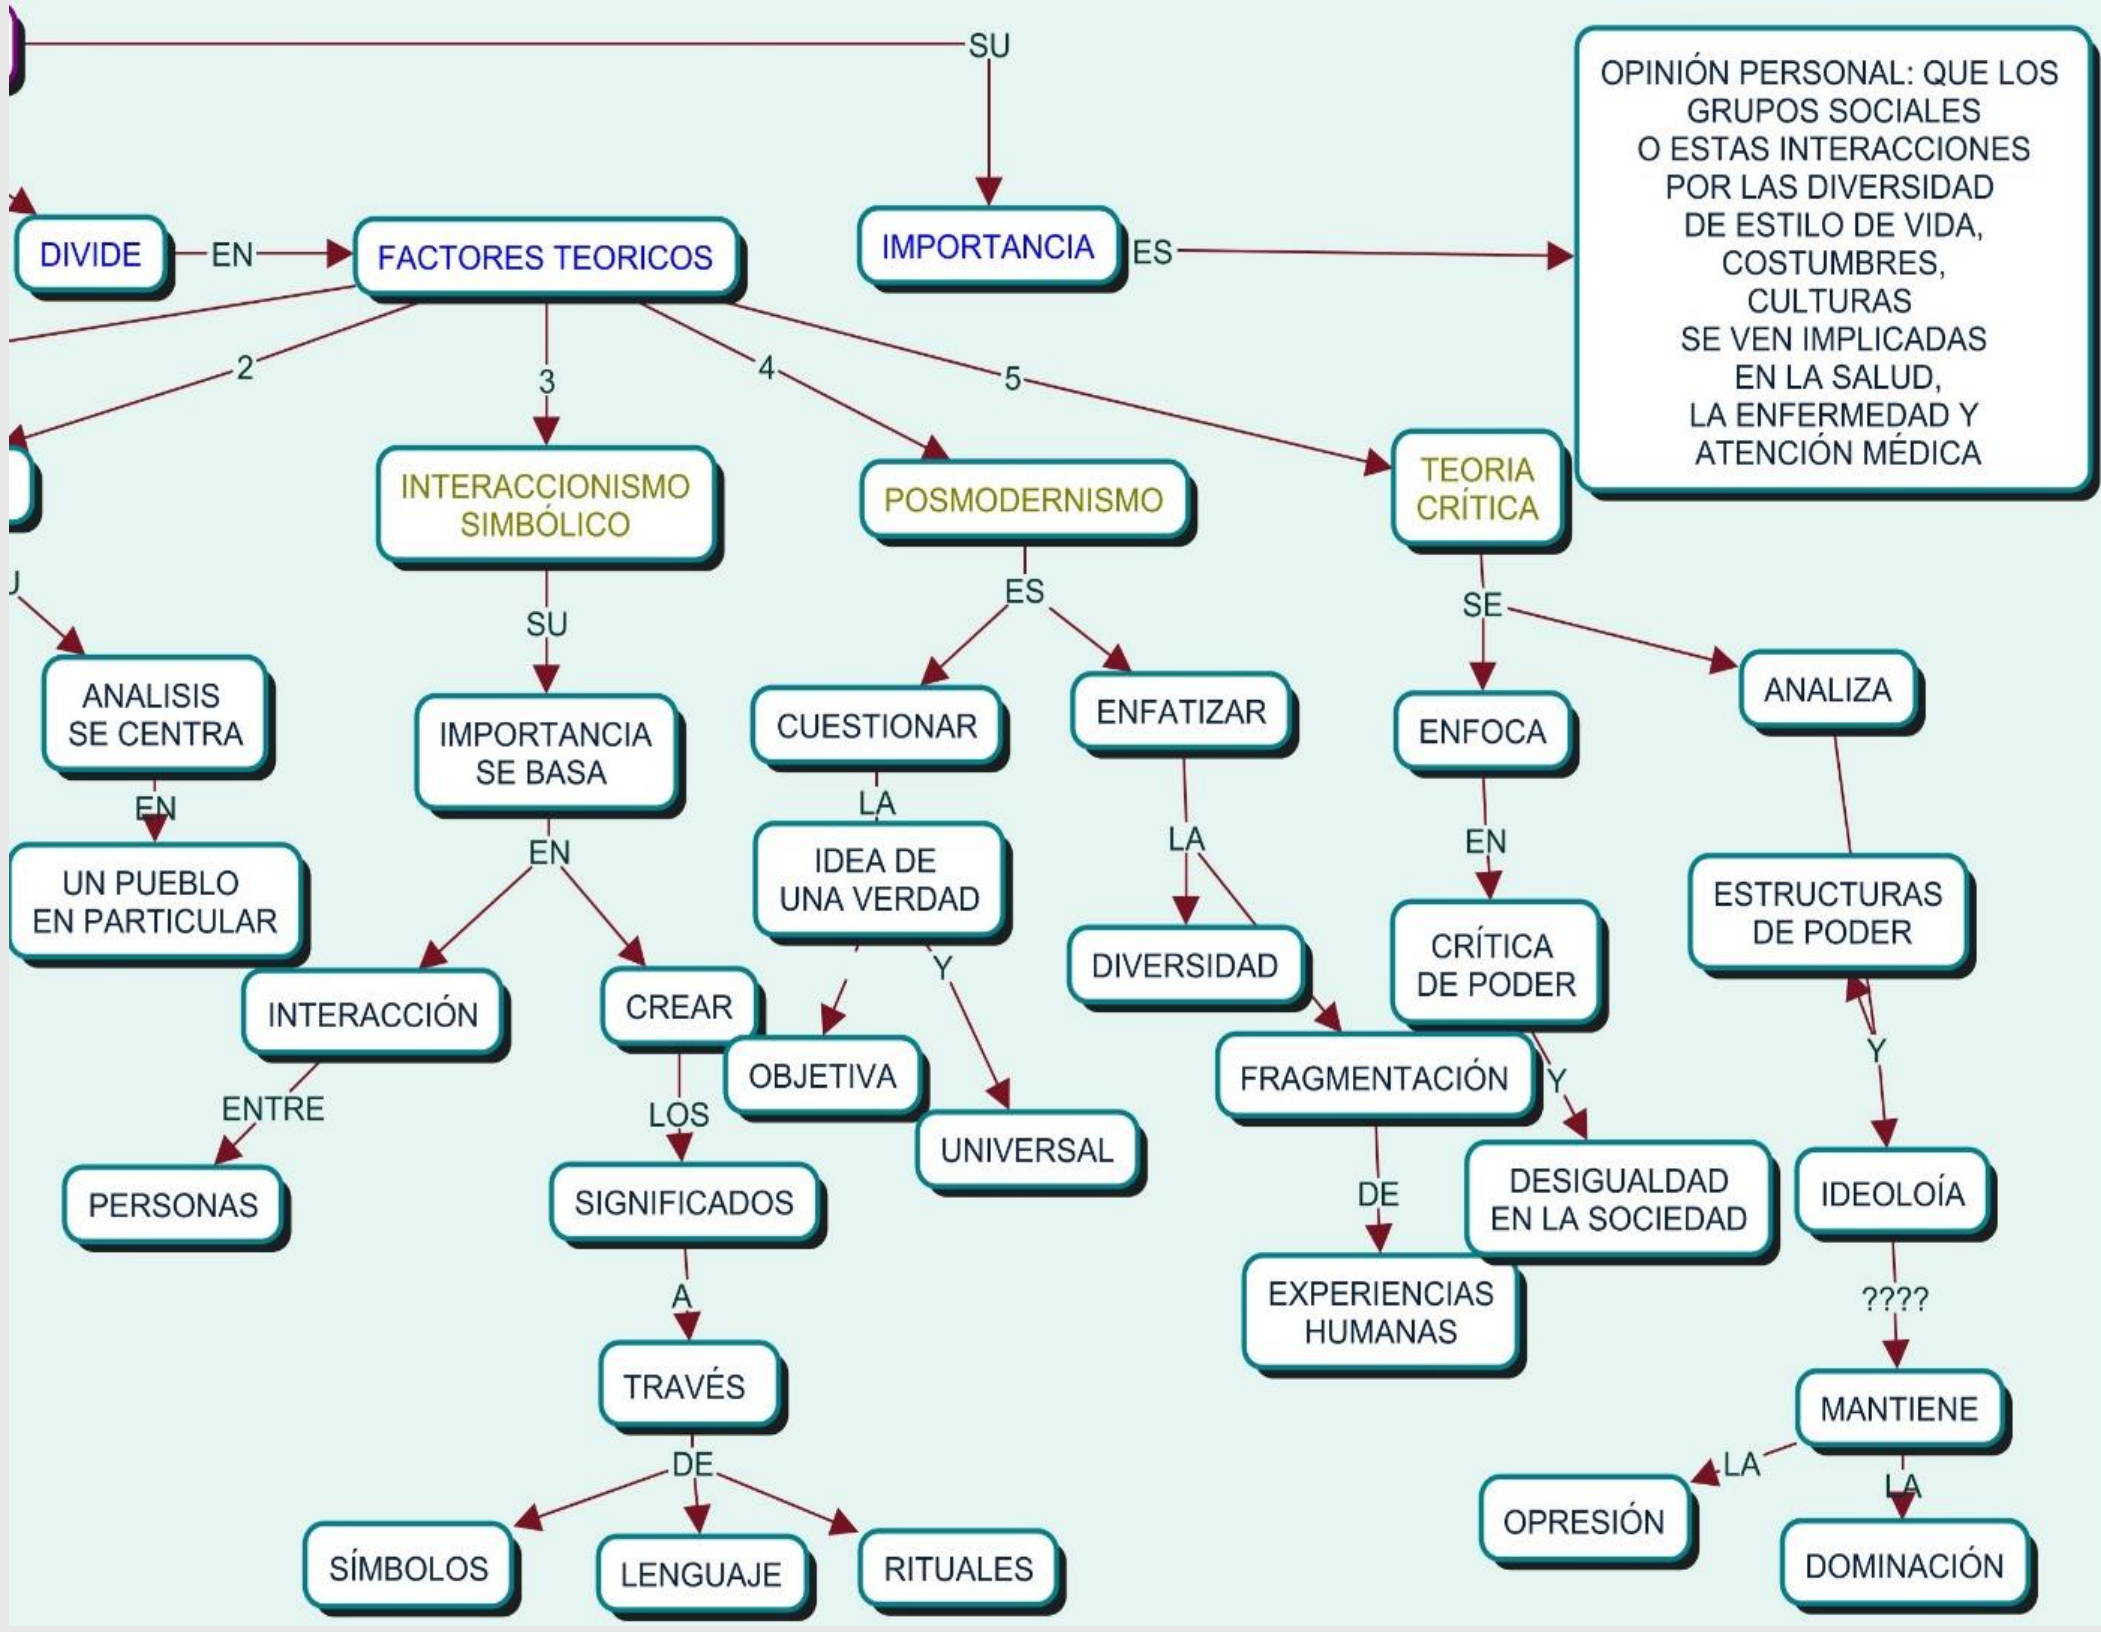 SU
OPINIÓN PERSONAL: QUE LOS
GRUPOS SOCIALES
O ESTAS INTERACCIONES
POR LAS DIVERSIDAD
DE ESTILO DE VIDA,
COSTUMBRES,
CULTURAS
SE VEN IMPLICADAS
EN LA SALUD,
LA ENFERMEDAD Y
ATENCIÓN MÉDICA
DIVIDE
EN
FACTORES TEORICOS
IMPORTANCIA
ES
2
3
4
5
INTERACCIONISMO
SIMBÓLICO
POSMODERNISMO
TEORIA
CRÍTICA
SU
ES
SE
ANALISIS
SE CENTRA
EN
UN PUEBLO
EN PARTICULAR
IMPORTANCIA
SE BASA
EN
INTERACCIÓN
ENTRE
PERSONAS
CREAR
LOS
SIGNIFICADOS
A
TRAVÉS
DE
SÍMBOLOS
LENGUAJE
RITUALES
CUESTIONAR
LA
IDEA DE
UNA VERDAD
Y
OBJETIVA
UNIVERSAL
ENFATIZAR
LA
DIVERSIDAD
FRAGMENTACIÓN
DE
EXPERIENCIAS
HUMANAS
ENFOCA
EN
CRÍTICA
DE PODER
Y
DESIGUALDAD
EN LA SOCIEDAD
ANALIZA
ESTRUCTURAS
DE PODER
Y
IDEOLOÍA
????
MANTIENE
LA
LA
OPRESIÓN
DOMINACIÓN